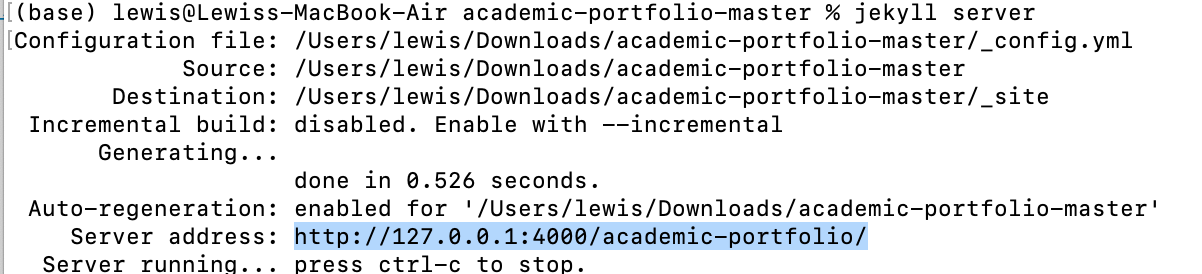 [(base) lewis@Lewiss-MacBook-Air academic-portfolio-master % jekyll server
[Configuration file: /Users/lewis/Downloads/academic-portfolio-master/_config.yml
Source: /Users/lewis/Downloads/academic-portfolio-master
Destination: /Users/lewis/Downloads/academic-portfolio-master/_site
Incremental build: disabled. Enable with --incremental
Generating...
done in 0.526 seconds.
Auto-regeneration: enabled for '/Users/lewis/Downloads/academic-portfolio-master'
Server address: http://127.0.0.1:4000/academic-portfolio/
Server running... press ctrl-c to stop.